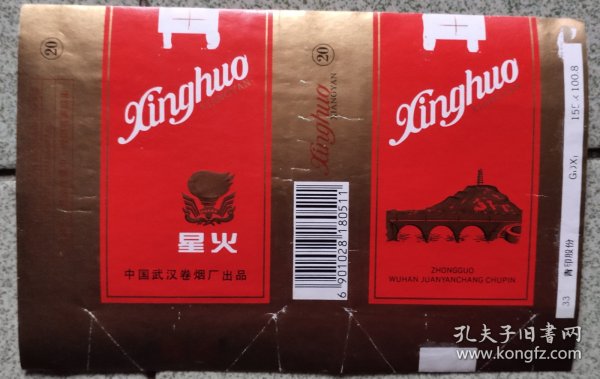 20
Xinghuo
星火
中国武汉卷烟厂出品
20
Xinghuo
XIANGYAN
6 901028 180511
Xinghuo
ZHONGGUO
WUHAN JUANYANCHANG CHUPIN
33
青印股份
孔夫子旧书网
www.kongfz.com